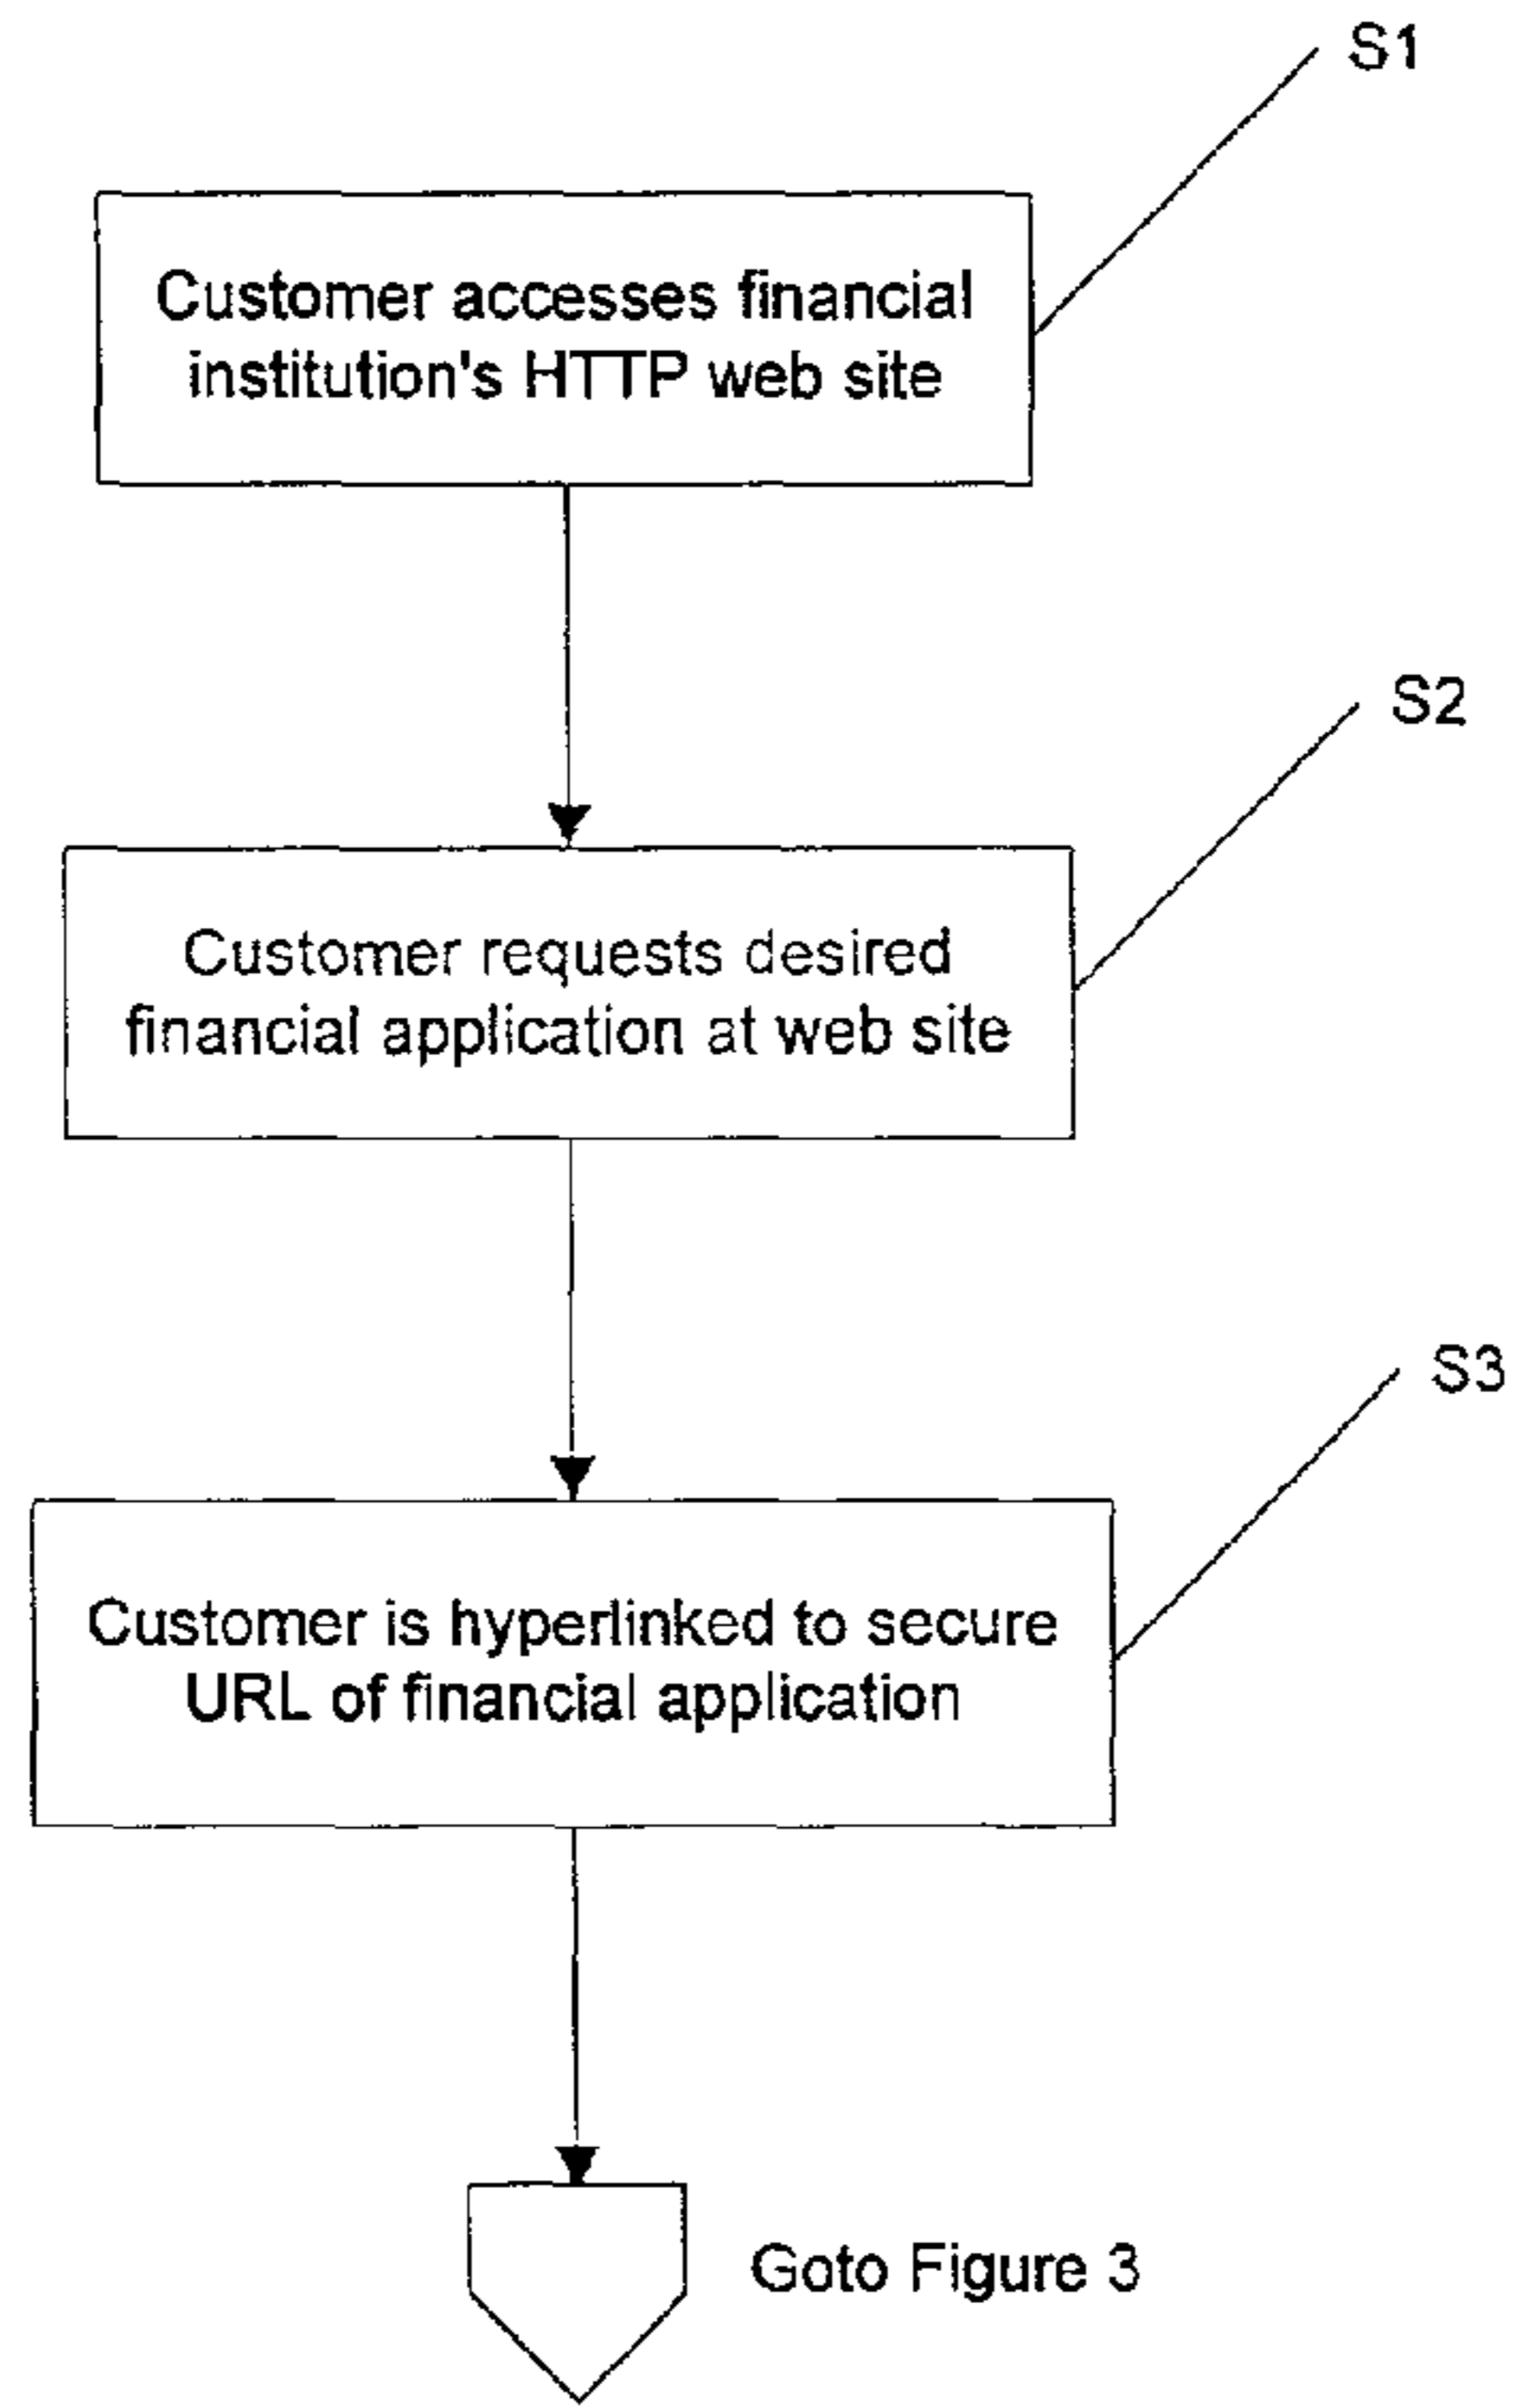 S1
Customer accesses financial
institution's HTTP web site
S2
Customer requests desired
financial application at web site
S3
Customer is hyperlinked to secure
URL of financial application
Goto Figure 3